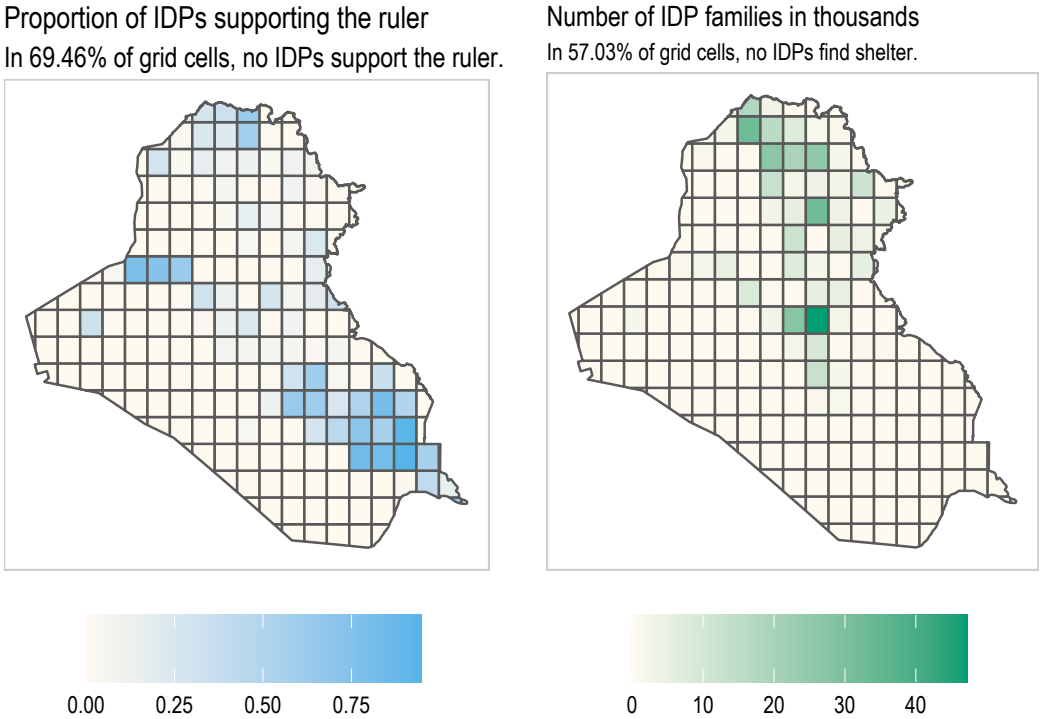 Proportion of IDPs supporting the ruler
In 69.46% of grid cells, no IDPs support the ruler.
0.00 0.25 0.50 0.75
Number of IDP families in thousands
In 57.03% of grid cells, no IDPs find shelter.
0 10 20 30 40